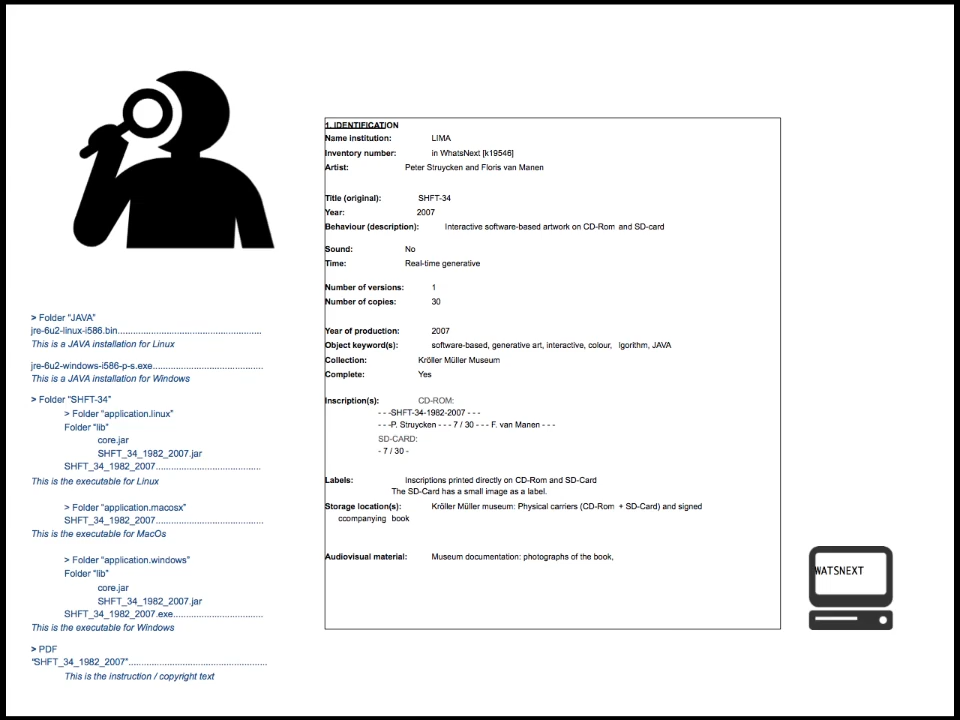 > Folder "JAVA"
jre-6u2-linux-i586.bin......................................................
This is a JAVA installation for Linux
jre-6u2-windows-i586-p-s.exe..........................................
This is a JAVA installation for Windows
> Folder "SHFT-34"
> Folder "application.linux"
Folder "lib"
core.jar
SHFT_34_1982_2007.jar
SHFT_34_1982_2007.......................................
This is the executable for Linux
> Folder "application.macosx"
SHFT_34_1982_2007........................................
This is the executable for MacOs
> Folder "application.windows"
Folder "lib"
core.jar
SHFT_34_1982_2007.jar
SHFT_34_1982_2007.exe..................................
This is the executable for Windows
> PDF
"SHFT_34_1982_2007"....................................................
This is the instruction / copyright text
1. IDENTIFICATION
Name institution: LIMA
Inventory number: in WhatsNext [k19546]
Artist: Peter Struycken and Floris van Manen
Title (original): SHFT-34
Year: 2007
Behaviour (description): Interactive software-based artwork on CD-Rom and SD-card
Sound: No
Time: Real-time generative
Number of versions: 1
Number of copies: 30
Year of production: 2007
Object keyword(s): software-based, generative art, interactive, colour, lgorithm, JAVA
Collection: Kröller Müller Museum
Complete: Yes
Inscription(s): CD-ROM:
- - -SHFT-34-1982-2007 - - -
- - -P. Struycken - - - 7 / 30 - - - F. van Manen - - -
SD-CARD:
- 7 / 30 -
Labels: Inscriptions printed directly on CD-Rom and SD-Card
The SD-Card has a small image as a label.
Storage location(s): Kröller Müller museum: Physical carriers (CD-Rom + SD-Card) and signed
ccompanying book
Audiovisual material: Museum documentation: photographs of the book,
WATSNEXT